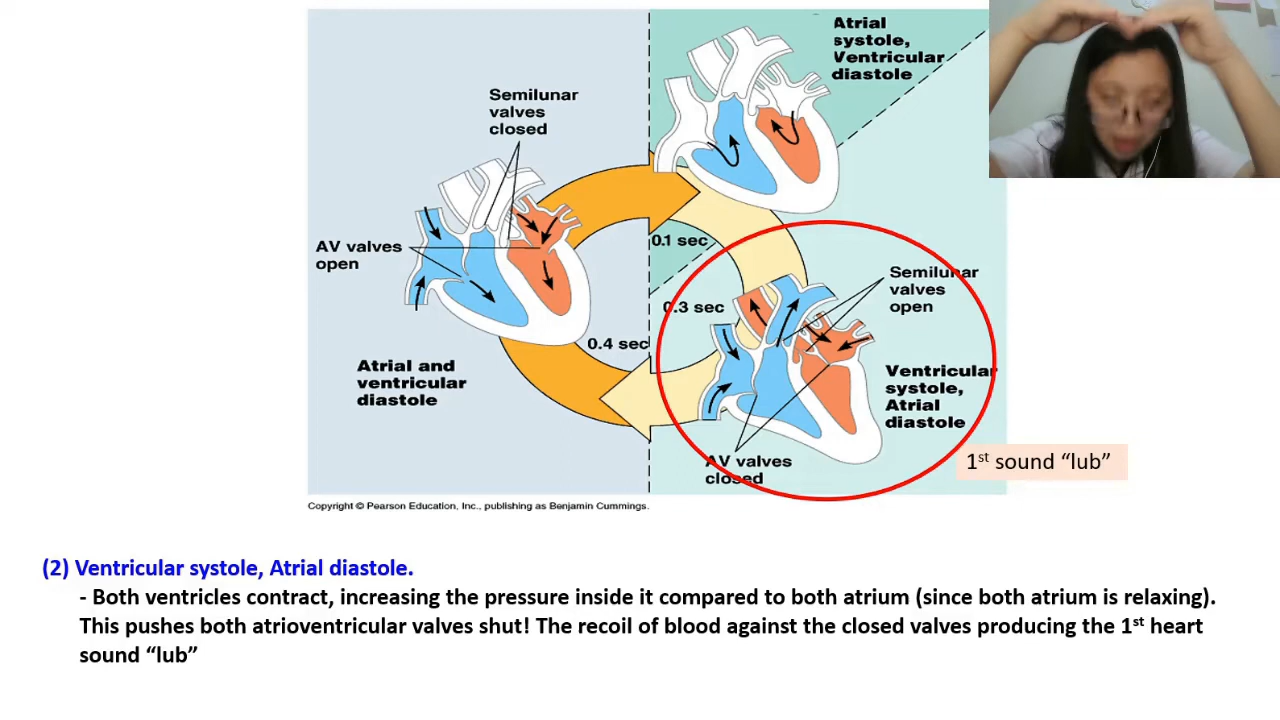 Atrial
systole,
Ventricular
diastole
Semilunar
valves
closed
AV valves
open
0.1 sec
Semilunar
valves
open
0.3 sec
0.4 sec
Atrial and
ventricular
diastole
Ventricular
systole,
Atrial
diastole
AV valves
closed
1st sound “lub”
Copyright © Pearson Education, Inc., publishing as Benjamin Cummings.
(2) Ventricular systole, Atrial diastole.
- Both ventricles contract, increasing the pressure inside it compared to both atrium (since both atrium is relaxing).
This pushes both atrioventricular valves shut! The recoil of blood against the closed valves producing the 1st heart
sound “lub”